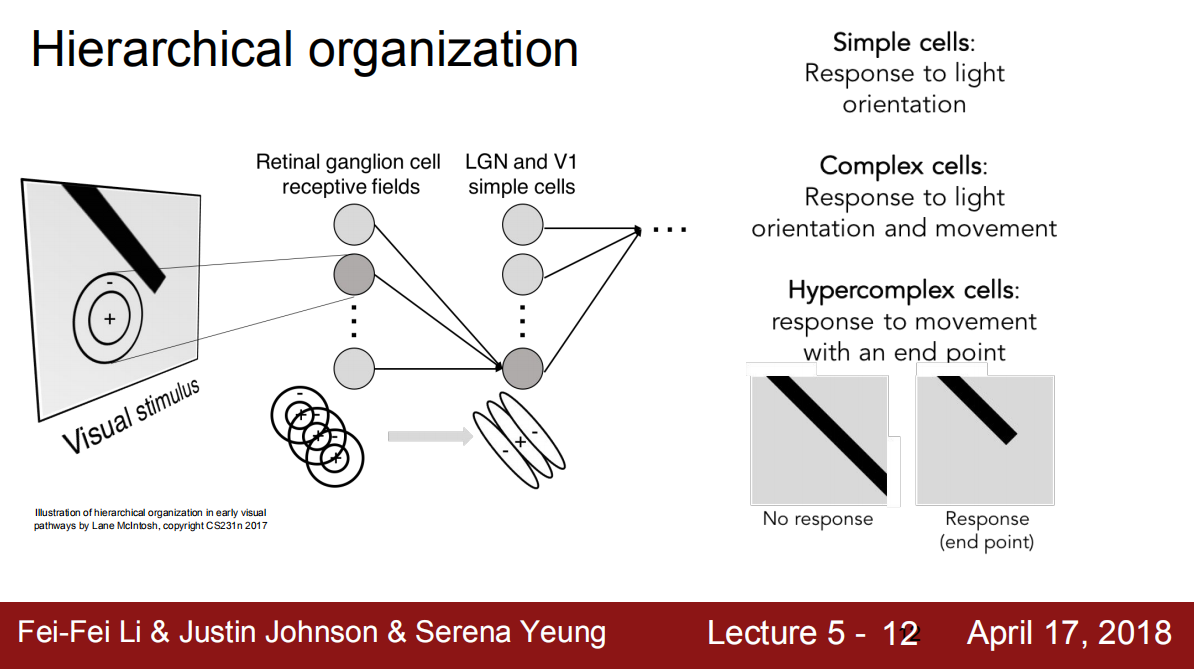 Hierarchical organization
Simple cells:
Response to light
orientation
Complex cells:
Response to light
orientation and movement
Hypercomplex cells:
response to movement
with an end point
No response
Response
(end point)
Retinal ganglion cell
receptive fields
LGN and V1
simple cells
- 
+
Visual stimulus
-
+
-
+
-
+
-
+
-
Illustration of hierarchical organization in early visual
pathways by Lane McIntosh, copyright CS231n 2017
Fei-Fei Li & Justin Johnson & Serena Yeung
Lecture 5 - 12
April 17, 2018